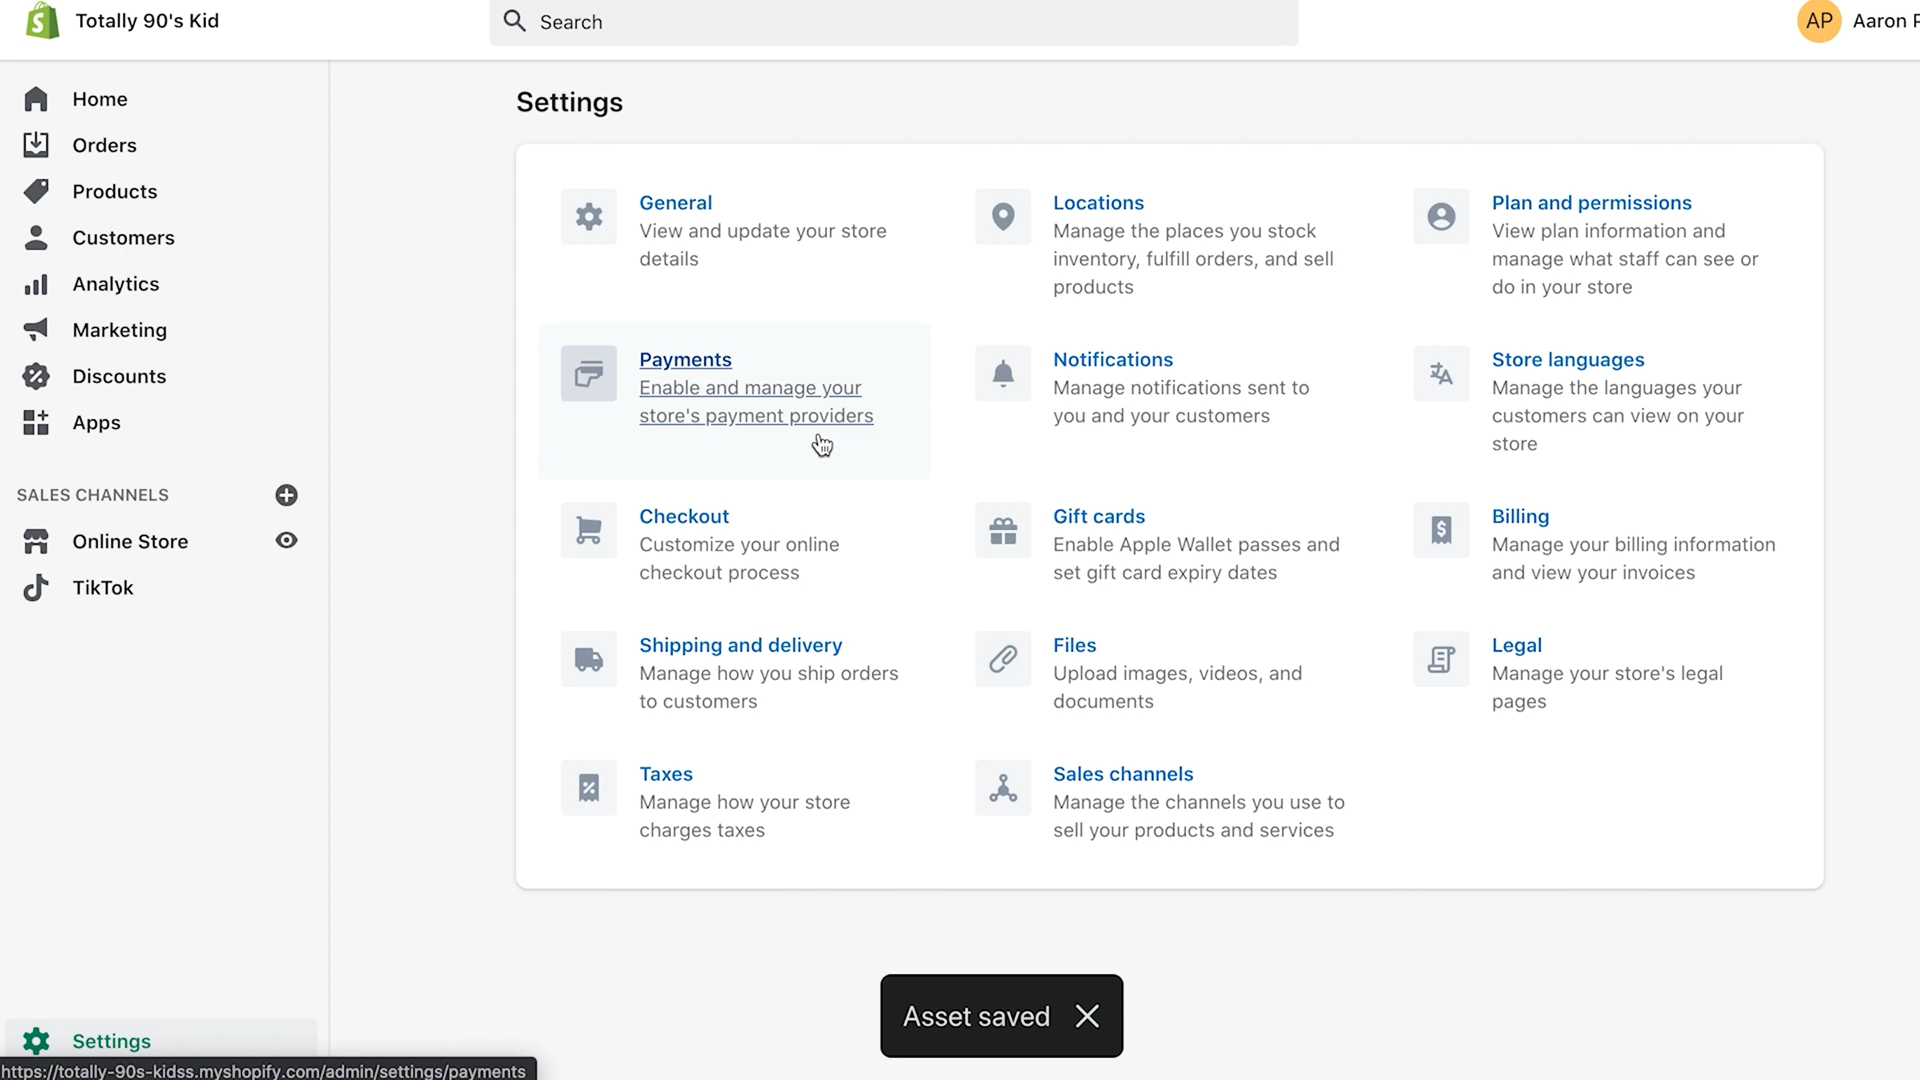 Totally 90's Kid
Search
AP
Aaron P
Home
Orders
Products
Customers
Analytics
Marketing
Discounts
Apps
SALES CHANNELS
Online Store
TikTok
Settings
Settings
General
View and update your store
details
Locations
Manage the places you stock
inventory, fulfill orders, and sell
products
Plan and permissions
View plan information and
manage what staff can see or
do in your store
Payments
Enable and manage your
store's payment providers
Notifications
Manage notifications sent to
you and your customers
Store languages
Manage the languages your
customers can view on your
store
Checkout
Customize your online
checkout process
Gift cards
Enable Apple Wallet passes and
set gift card expiry dates
Billing
Manage your billing information
and view your invoices
Shipping and delivery
Manage how you ship orders
to customers
Files
Upload images, videos, and
documents
Legal
Manage your store's legal
pages
Taxes
Manage how your store
charges taxes
Sales channels
Manage the channels you use to
sell your products and services
Asset saved
https://totally-90s-kidss.myshopify.com/admin/settings/payments